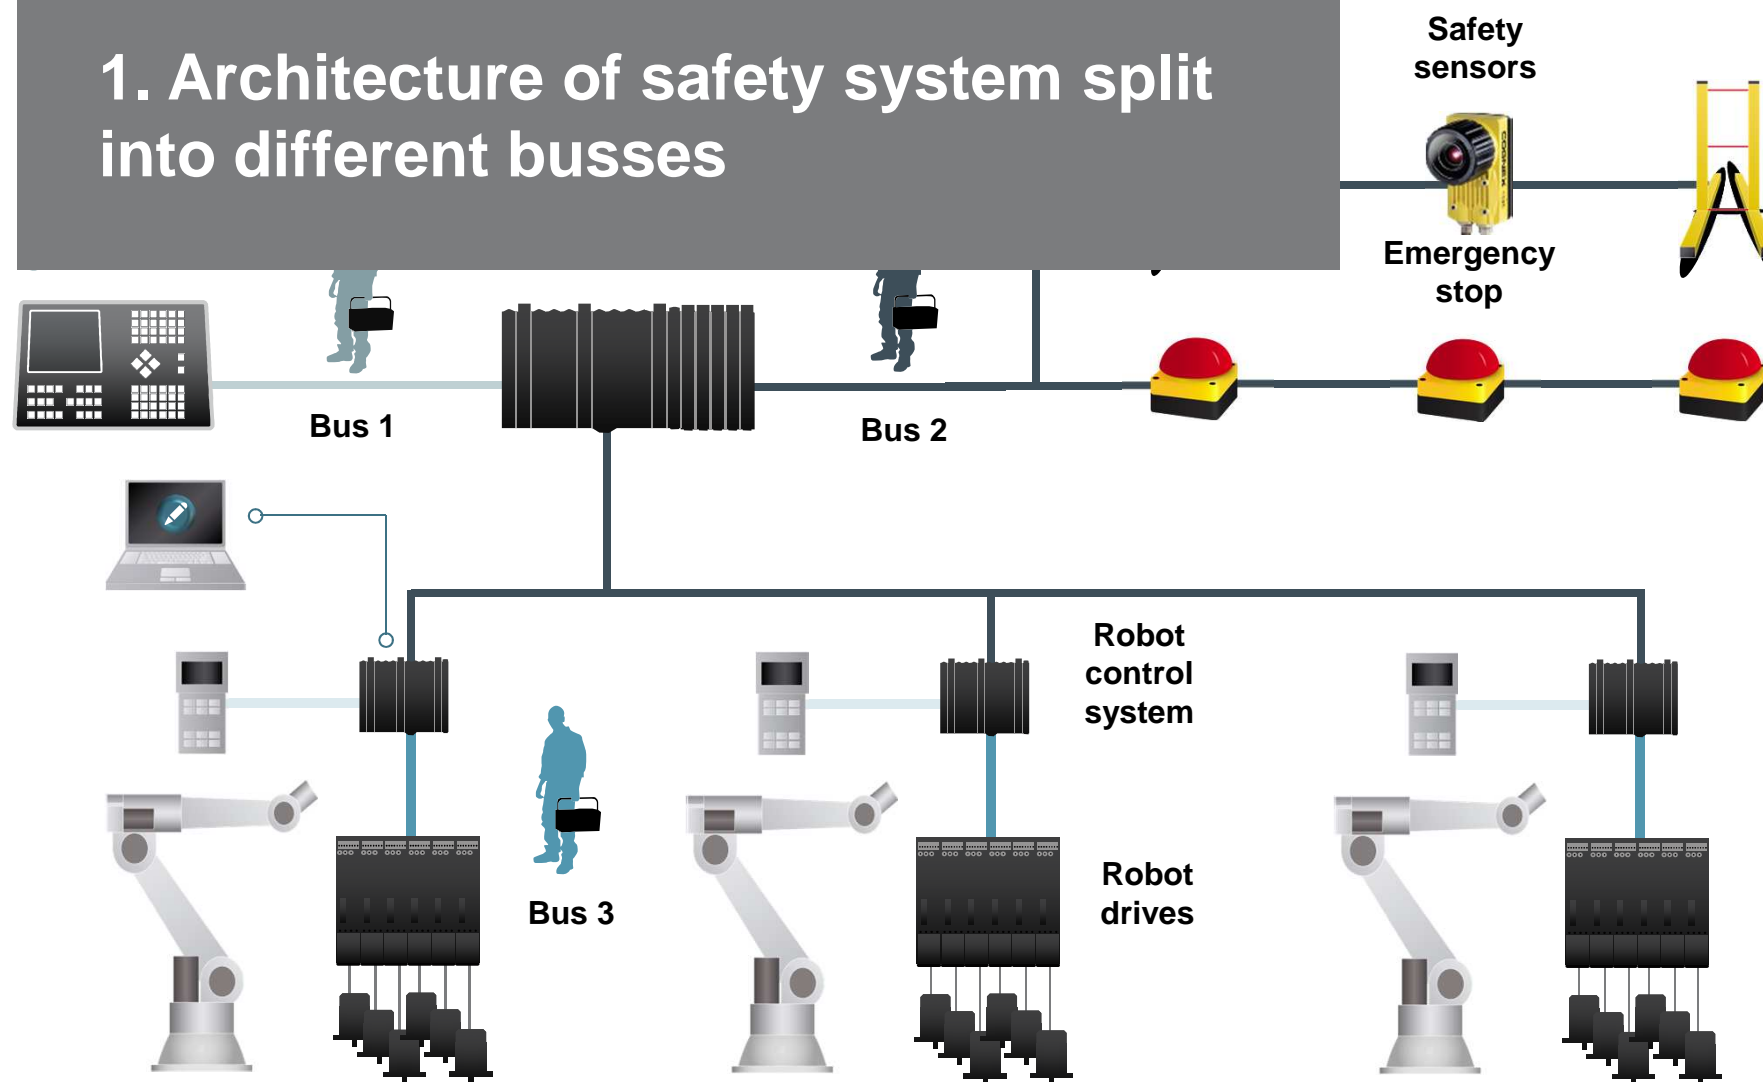 1. Architecture of safety system split
into different busses
Safety
sensors
COGNEX
Emergency
stop
Bus 1
Bus 2
Robot
control
system
Robot
drives
Bus 3